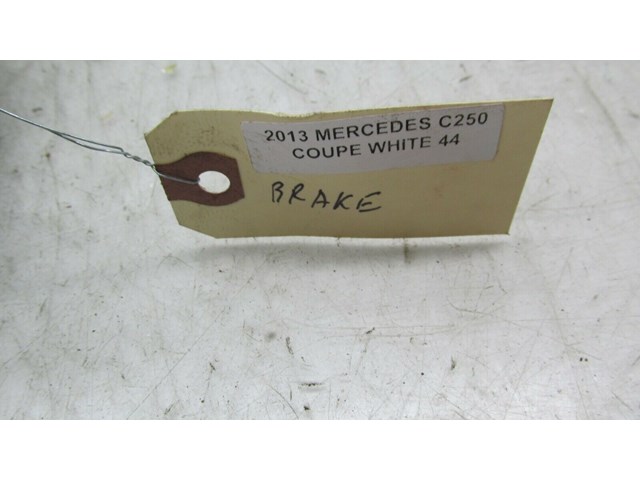 2013 MERCEDES C250
COUPE WHITE 44
BRAKE